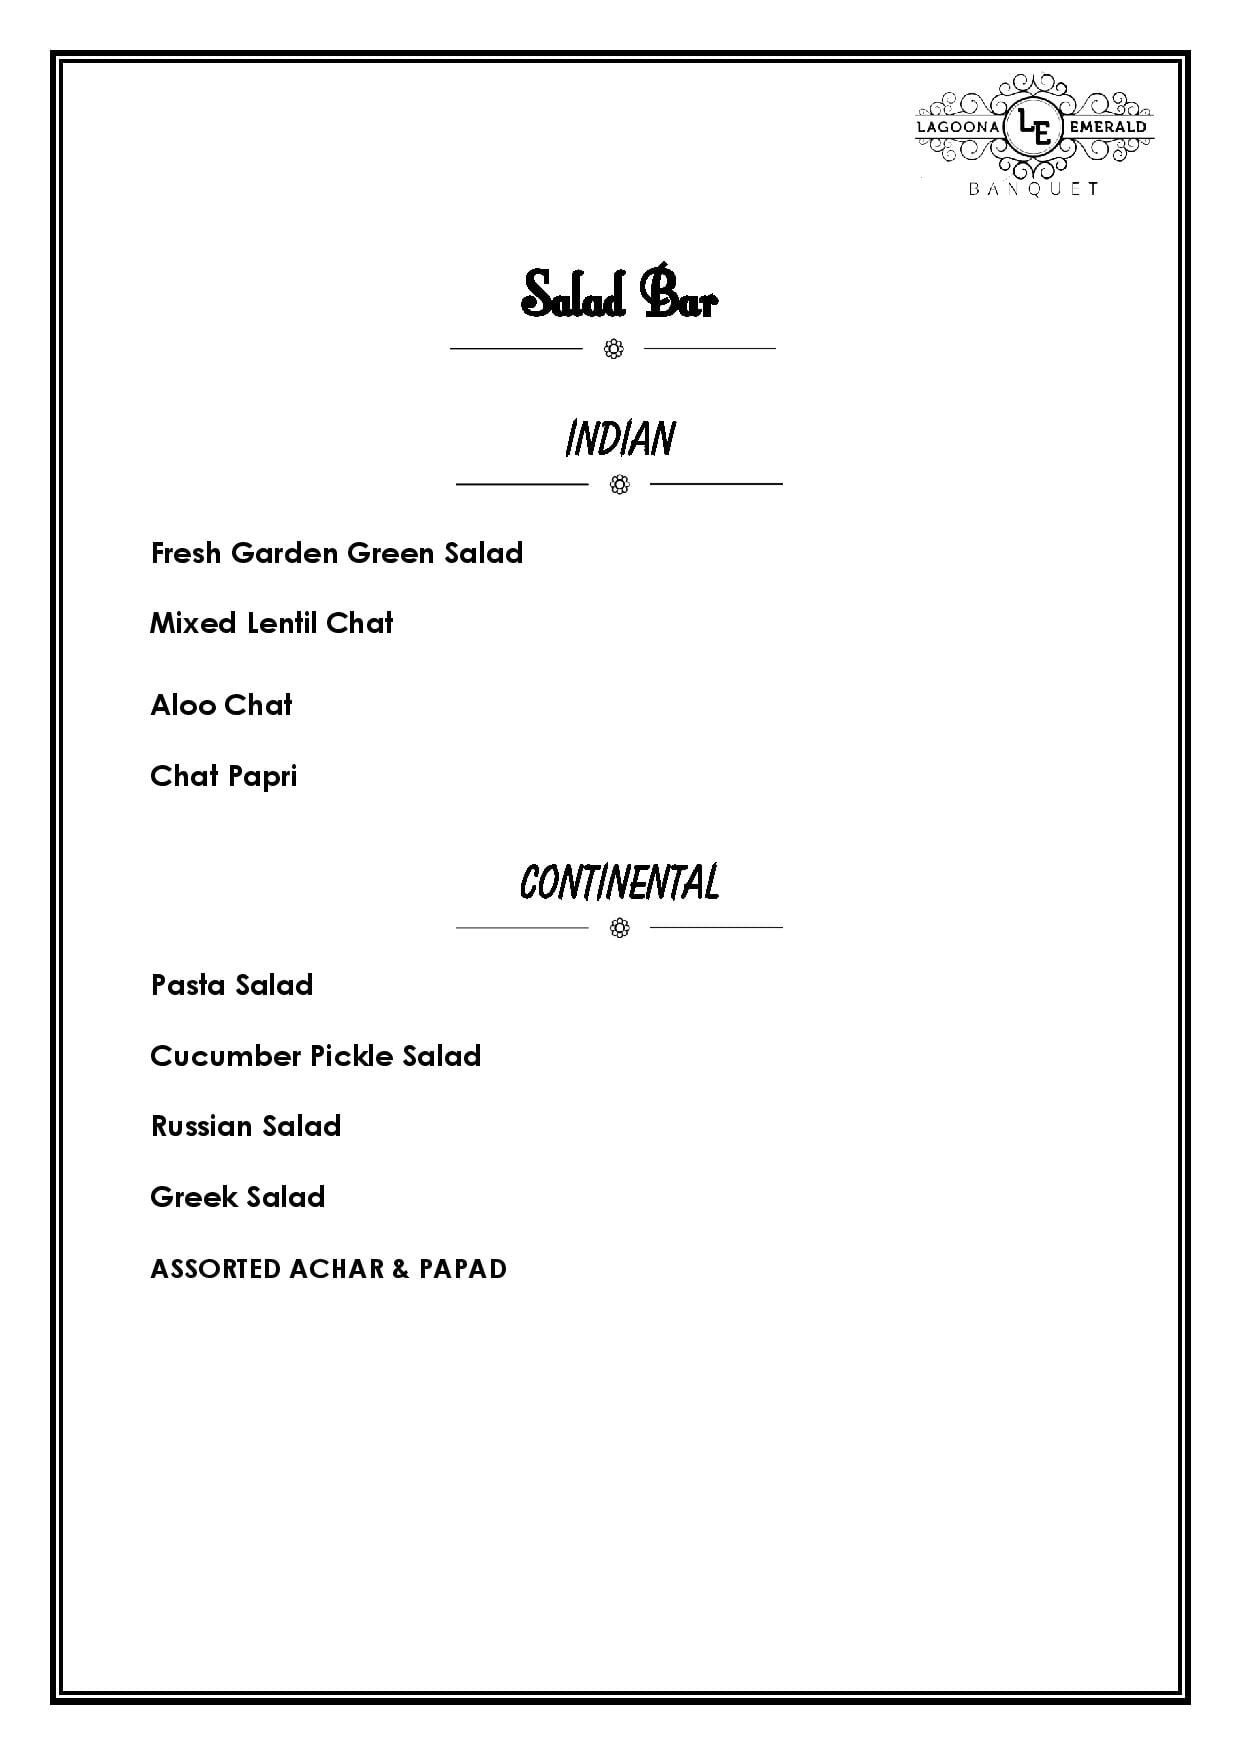 LAGOONA LE EMERALD
BANQUET
Salad Bar
INDIAN
Fresh Garden Green Salad
Mixed Lentil Chat
Aloo Chat
Chat Papri
CONTINENTAL
Pasta Salad
Cucumber Pickle Salad
Russian Salad
Greek Salad
ASSORTED ACHAR & PAPAD